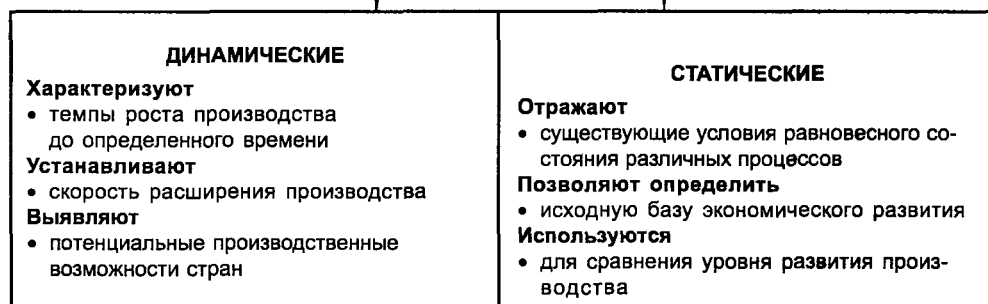 ДИНАМИЧЕСКИЕ
Характеризуют
• темпы роста производства
до определенного времени
Устанавливают
• скорость расширения производства
Выявляют
• потенциальные производственные
возможности стран
СТАТИЧЕСКИЕ
Отражают
• существующие условия равновесного со-
стояния различных процессов
Позволяют определить
• исходную базу экономического развития
Используются
• для сравнения уровня развития произ-
водства